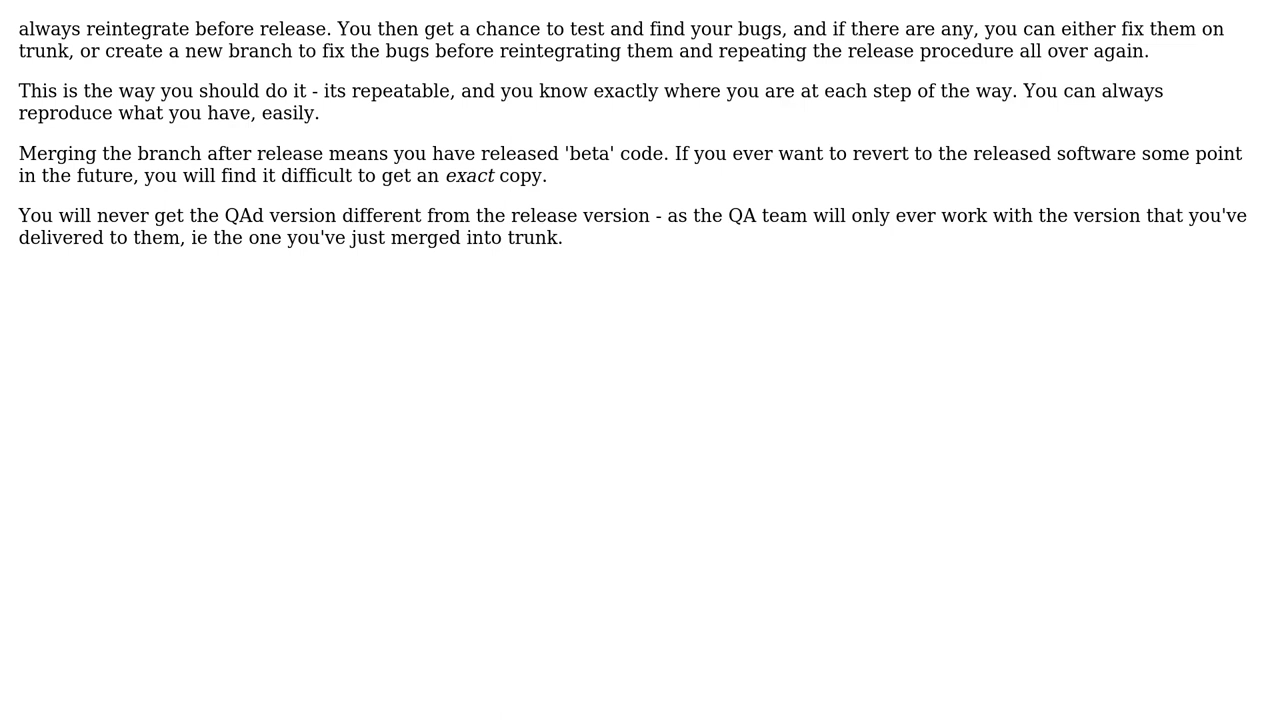 always reintegrate before release. You then get a chance to test and find your bugs, and if there are any, you can either fix them on
trunk, or create a new branch to fix the bugs before reintegrating them and repeating the release procedure all over again.
This is the way you should do it - its repeatable, and you know exactly where you are at each step of the way. You can always
reproduce what you have, easily.
Merging the branch after release means you have released 'beta' code. If you ever want to revert to the released software some point
in the future, you will find it difficult to get an exact copy.
You will never get the QAd version different from the release version - as the QA team will only ever work with the version that you've
delivered to them, ie the one you've just merged into trunk.